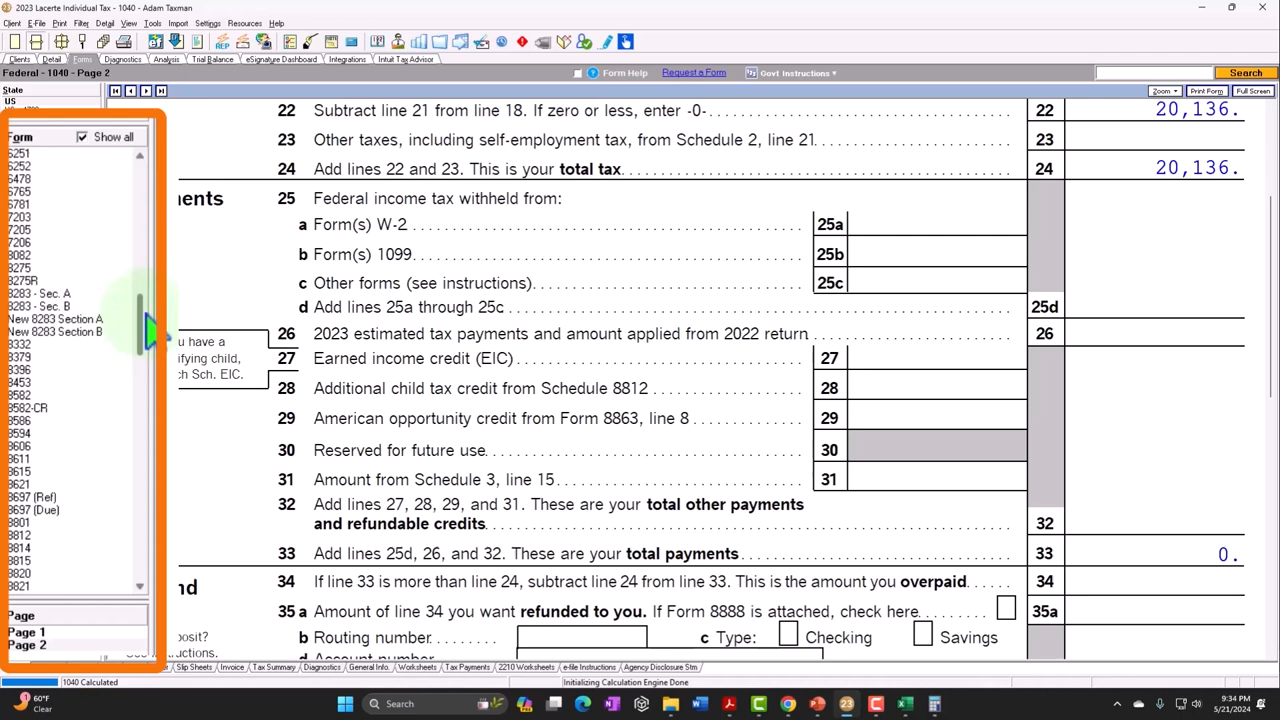 2023 Lacerte Individual Tax - 1040 - Adam Taxman
Client E-File Print Filter Detail View Tools Import Settings Resources Help
Clients Detail Forms Diagnostics Analysis Trial Balance eSignature Dashboard Integrations Intuit Tax Advisor
Federal - 1040 - Page 2 Form Help Request a Form Govt Instructions Search
State
US
Zoom Print Form Full Screen
Form Show all
6251
6252
6478
6765
6781
7203
7205
7206
8082
8275
8275R
8283 - Sec. A
8283 - Sec. B
New 8283 Section A
New 8283 Section B
8332
8379
8396
8453
8582
8582-CR
8586
8594
8606
8611
8615
8621
8697 (Ref)
8697 (Due)
8801
8812
8814
8815
8820
8821
Page
Page 1
Page 2
22 Subtract line 21 from line 18. If zero or less, enter -0- 22 20,136.
23 Other taxes, including self-employment tax, from Schedule 2, line 21 23
24 Add lines 22 and 23. This is your total tax 24 20,136.
ments 25 Federal income tax withheld from:
a Form(s) W-2 25a
b Form(s) 1099 25b
c Other forms (see instructions) 25c
d Add lines 25a through 25c 25d
26 2023 estimated tax payments and amount applied from 2022 return 26
u have a
ifying child,
ch Sch. EIC.
27 Earned income credit (EIC) 27
28 Additional child tax credit from Schedule 8812 28
29 American opportunity credit from Form 8863, line 8 29
30 Reserved for future use 30
31 Amount from Schedule 3, line 15 31
32 Add lines 27, 28, 29, and 31. These are your total other payments
and refundable credits 32
33 Add lines 25d, 26, and 32. These are your total payments 33 0.
nd 34 If line 33 is more than line 24, subtract line 24 from line 33. This is the amount you overpaid 34
35a Amount of line 34 you want refunded to you. If Form 8888 is attached, check here 35a
posit? b Routing number c Type: Checking Savings
Slip Sheets Invoice Tax Summary Diagnostics General Info. Worksheets Tax Payments 2210 Worksheets e-file Instructions Agency Disclosure Stm
1040 Calculated Initializing Calculation Engine Done
60°F
Clear
Search
9:34 PM
5/21/2024